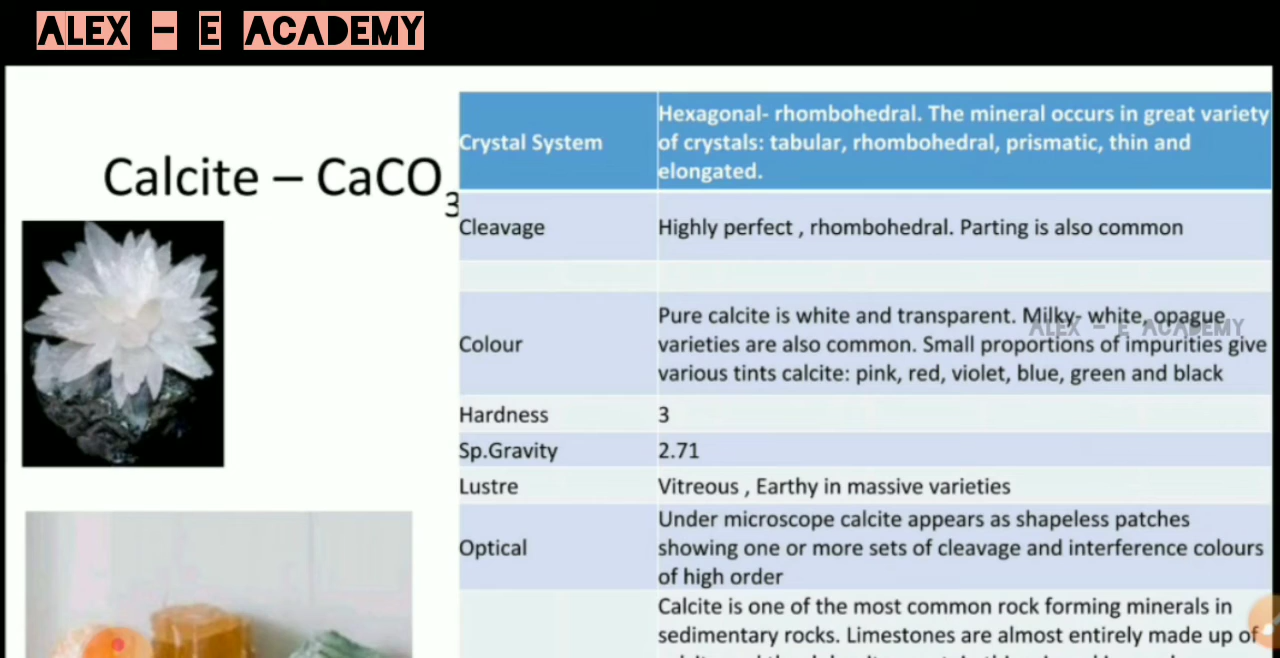 ALEX - E ACADEMY
Calcite – CaCO3
Crystal System
Hexagonal- rhombohedral. The mineral occurs in great variety
of crystals: tabular, rhombohedral, prismatic, thin and
elongated.
Cleavage
Highly perfect , rhombohedral. Parting is also common
Colour
Pure calcite is white and transparent. Milky- white, opaque
varieties are also common. Small proportions of impurities give
various tints calcite: pink, red, violet, blue, green and black
ALEX - E ACADEMY
Hardness
3
Sp.Gravity
2.71
Lustre
Vitreous , Earthy in massive varieties
Optical
Under microscope calcite appears as shapeless patches
showing one or more sets of cleavage and interference colours
of high order
Calcite is one of the most common rock forming minerals in
sedimentary rocks. Limestones are almost entirely made up of